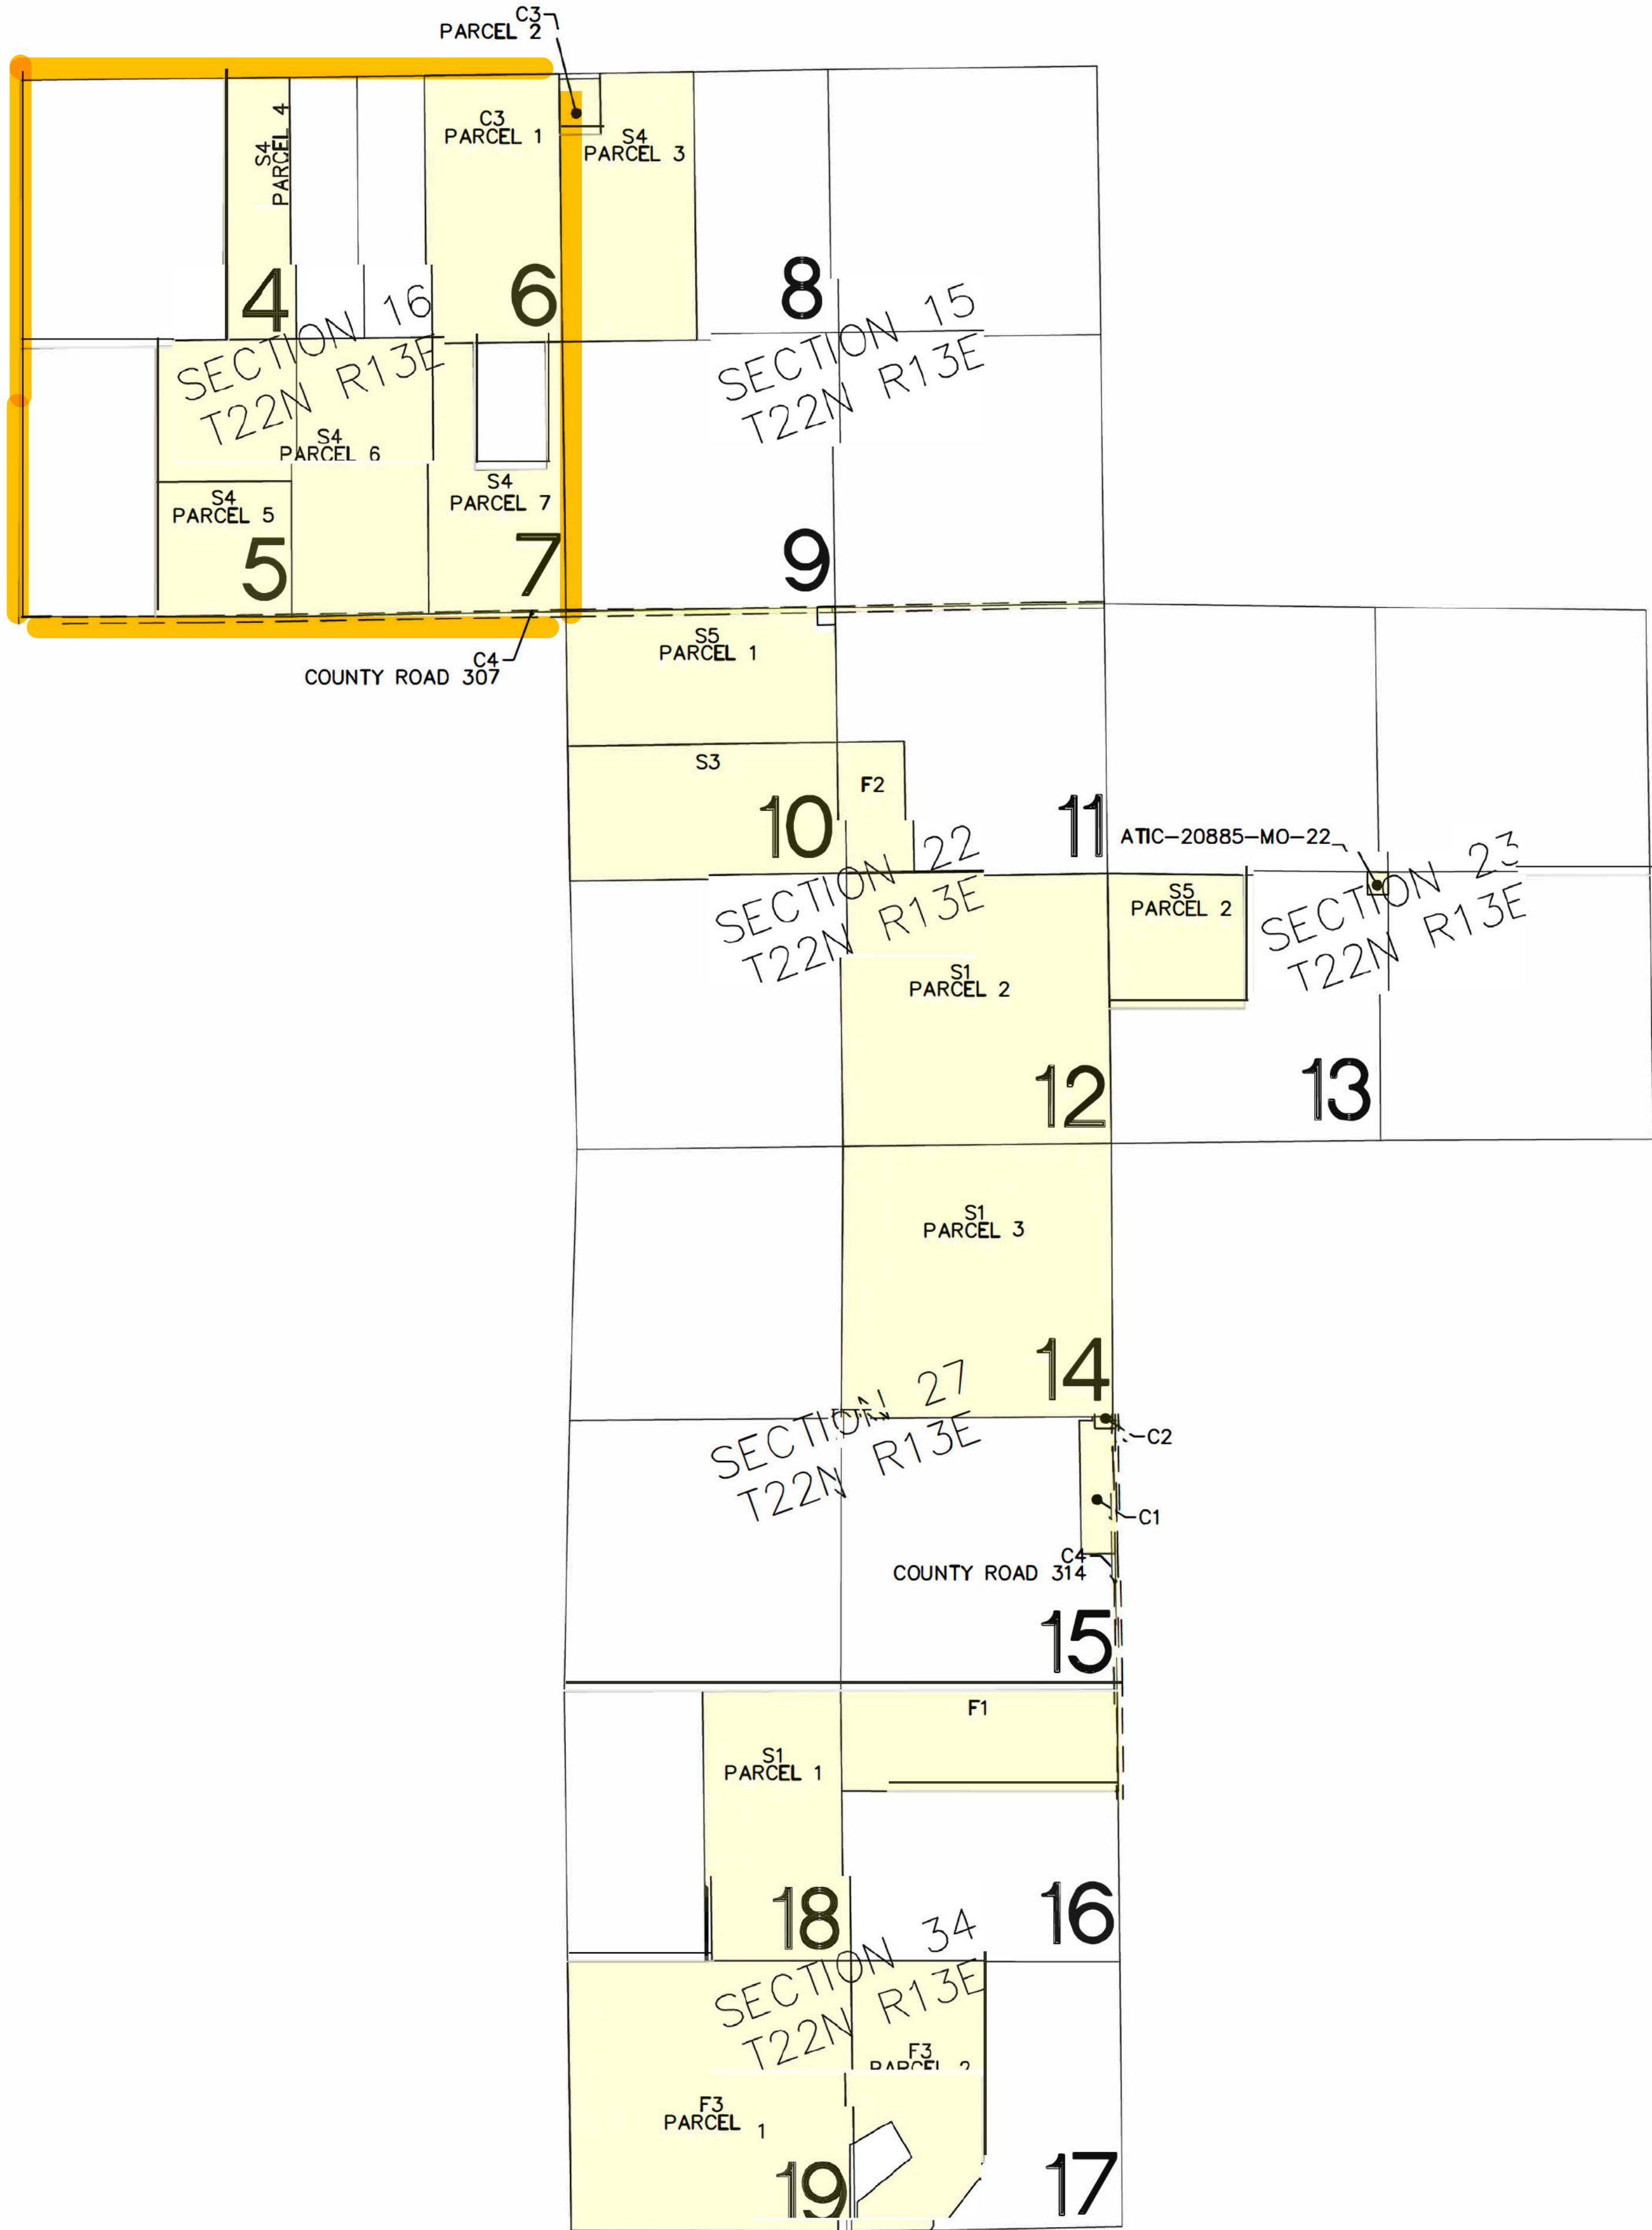 C3
PARCEL 2
S4
PARCEL 4
C3
PARCEL 1
S4
PARCEL 3
4
6
8
SECTION 16
T22N R13E
SECTION 15
T22N R13E
S4
PARCEL 6
S4
PARCEL 5
S4
PARCEL 7
5
7
9
C4
COUNTY ROAD 307
S5
PARCEL 1
S3
F2
10
11
ATIC-20885-MO-22
SECTION 22
T22N R13E
S5
PARCEL 2
SECTION 23
T22N R13E
S1
PARCEL 2
12
13
S1
PARCEL 3
14
SECTION 27
T22N R13E
C2
C1
C4
COUNTY ROAD 314
15
F1
S1
PARCEL 1
18
16
SECTION 34
T22N R13E
F3
PARCEL 2
F3
PARCEL 1
19
17